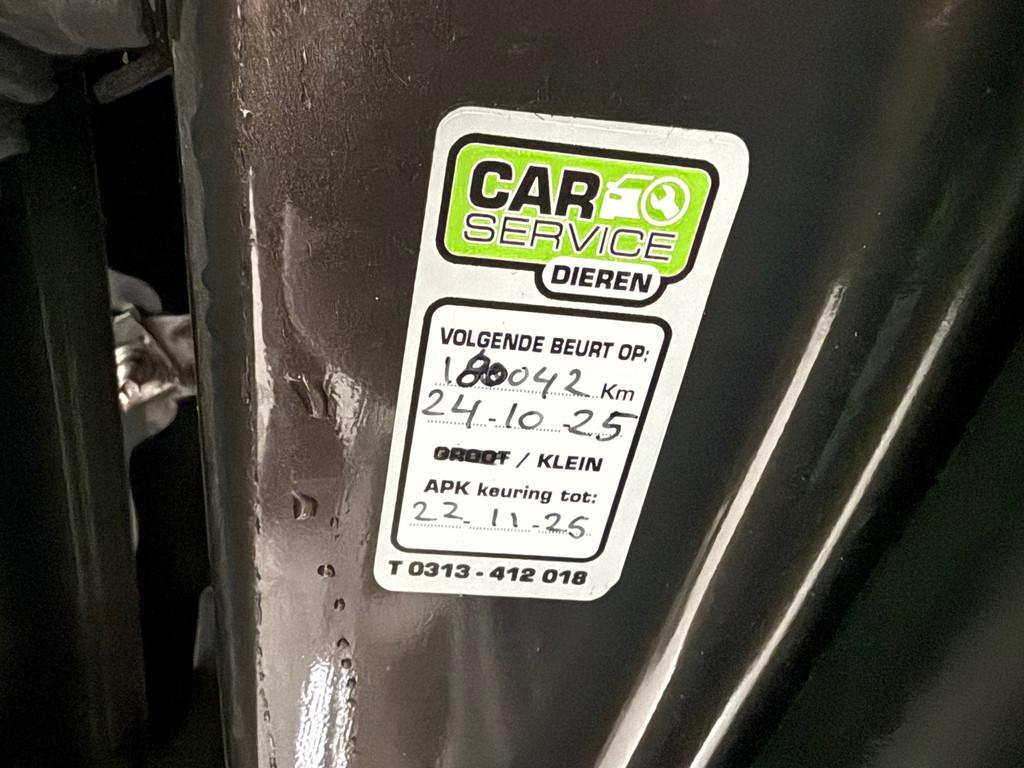 CAR
SERVICE
DIEREN
VOLGENDE BEURT OP:
Km
24-10-25
GROOT / KLEIN
APK keuring tot:
22-11-25
T 0313 - 412 018